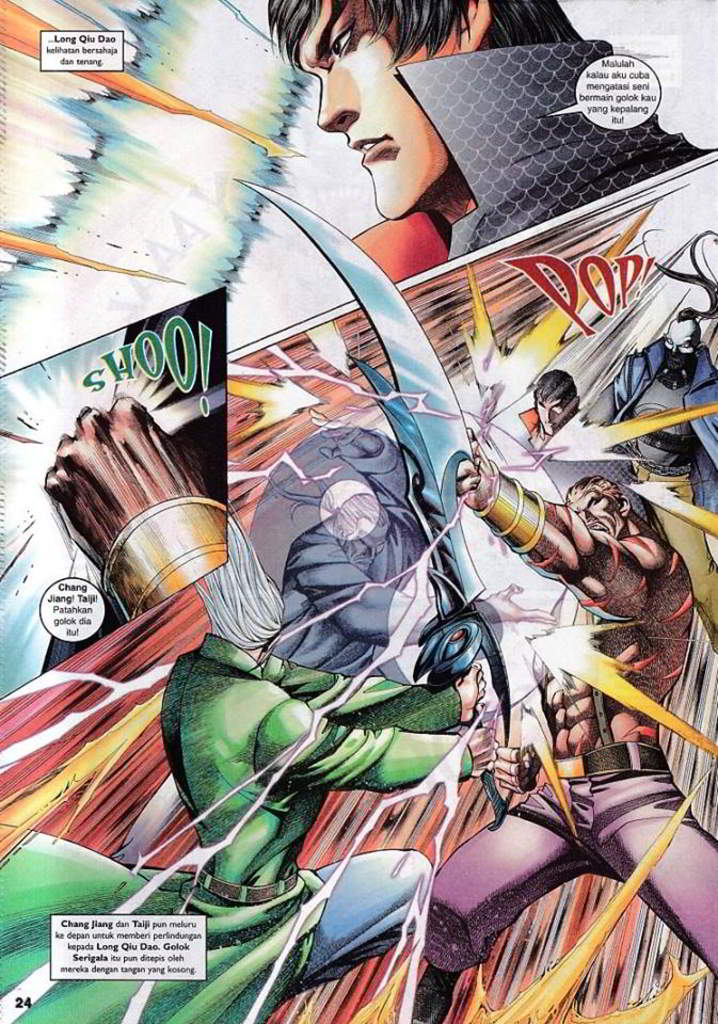 ...Long Qiu Dao
kelihatan bersahaja
dan tenang.
Malulah
kalau aku cuba
mengatasi seni
bermain golok kau
yang kepalang
itu!
POP!
SHOO!
Chang
Jiang! Taiji!
Patahkan
golok dia
itu!
Chang Jiang dan Taiji pun meluru
ke depan untuk memberi perlindungan
kepada Long Qiu Dao. Golok
Serigala itu pun ditepis oleh
mereka dengan tangan yang kosong.
24